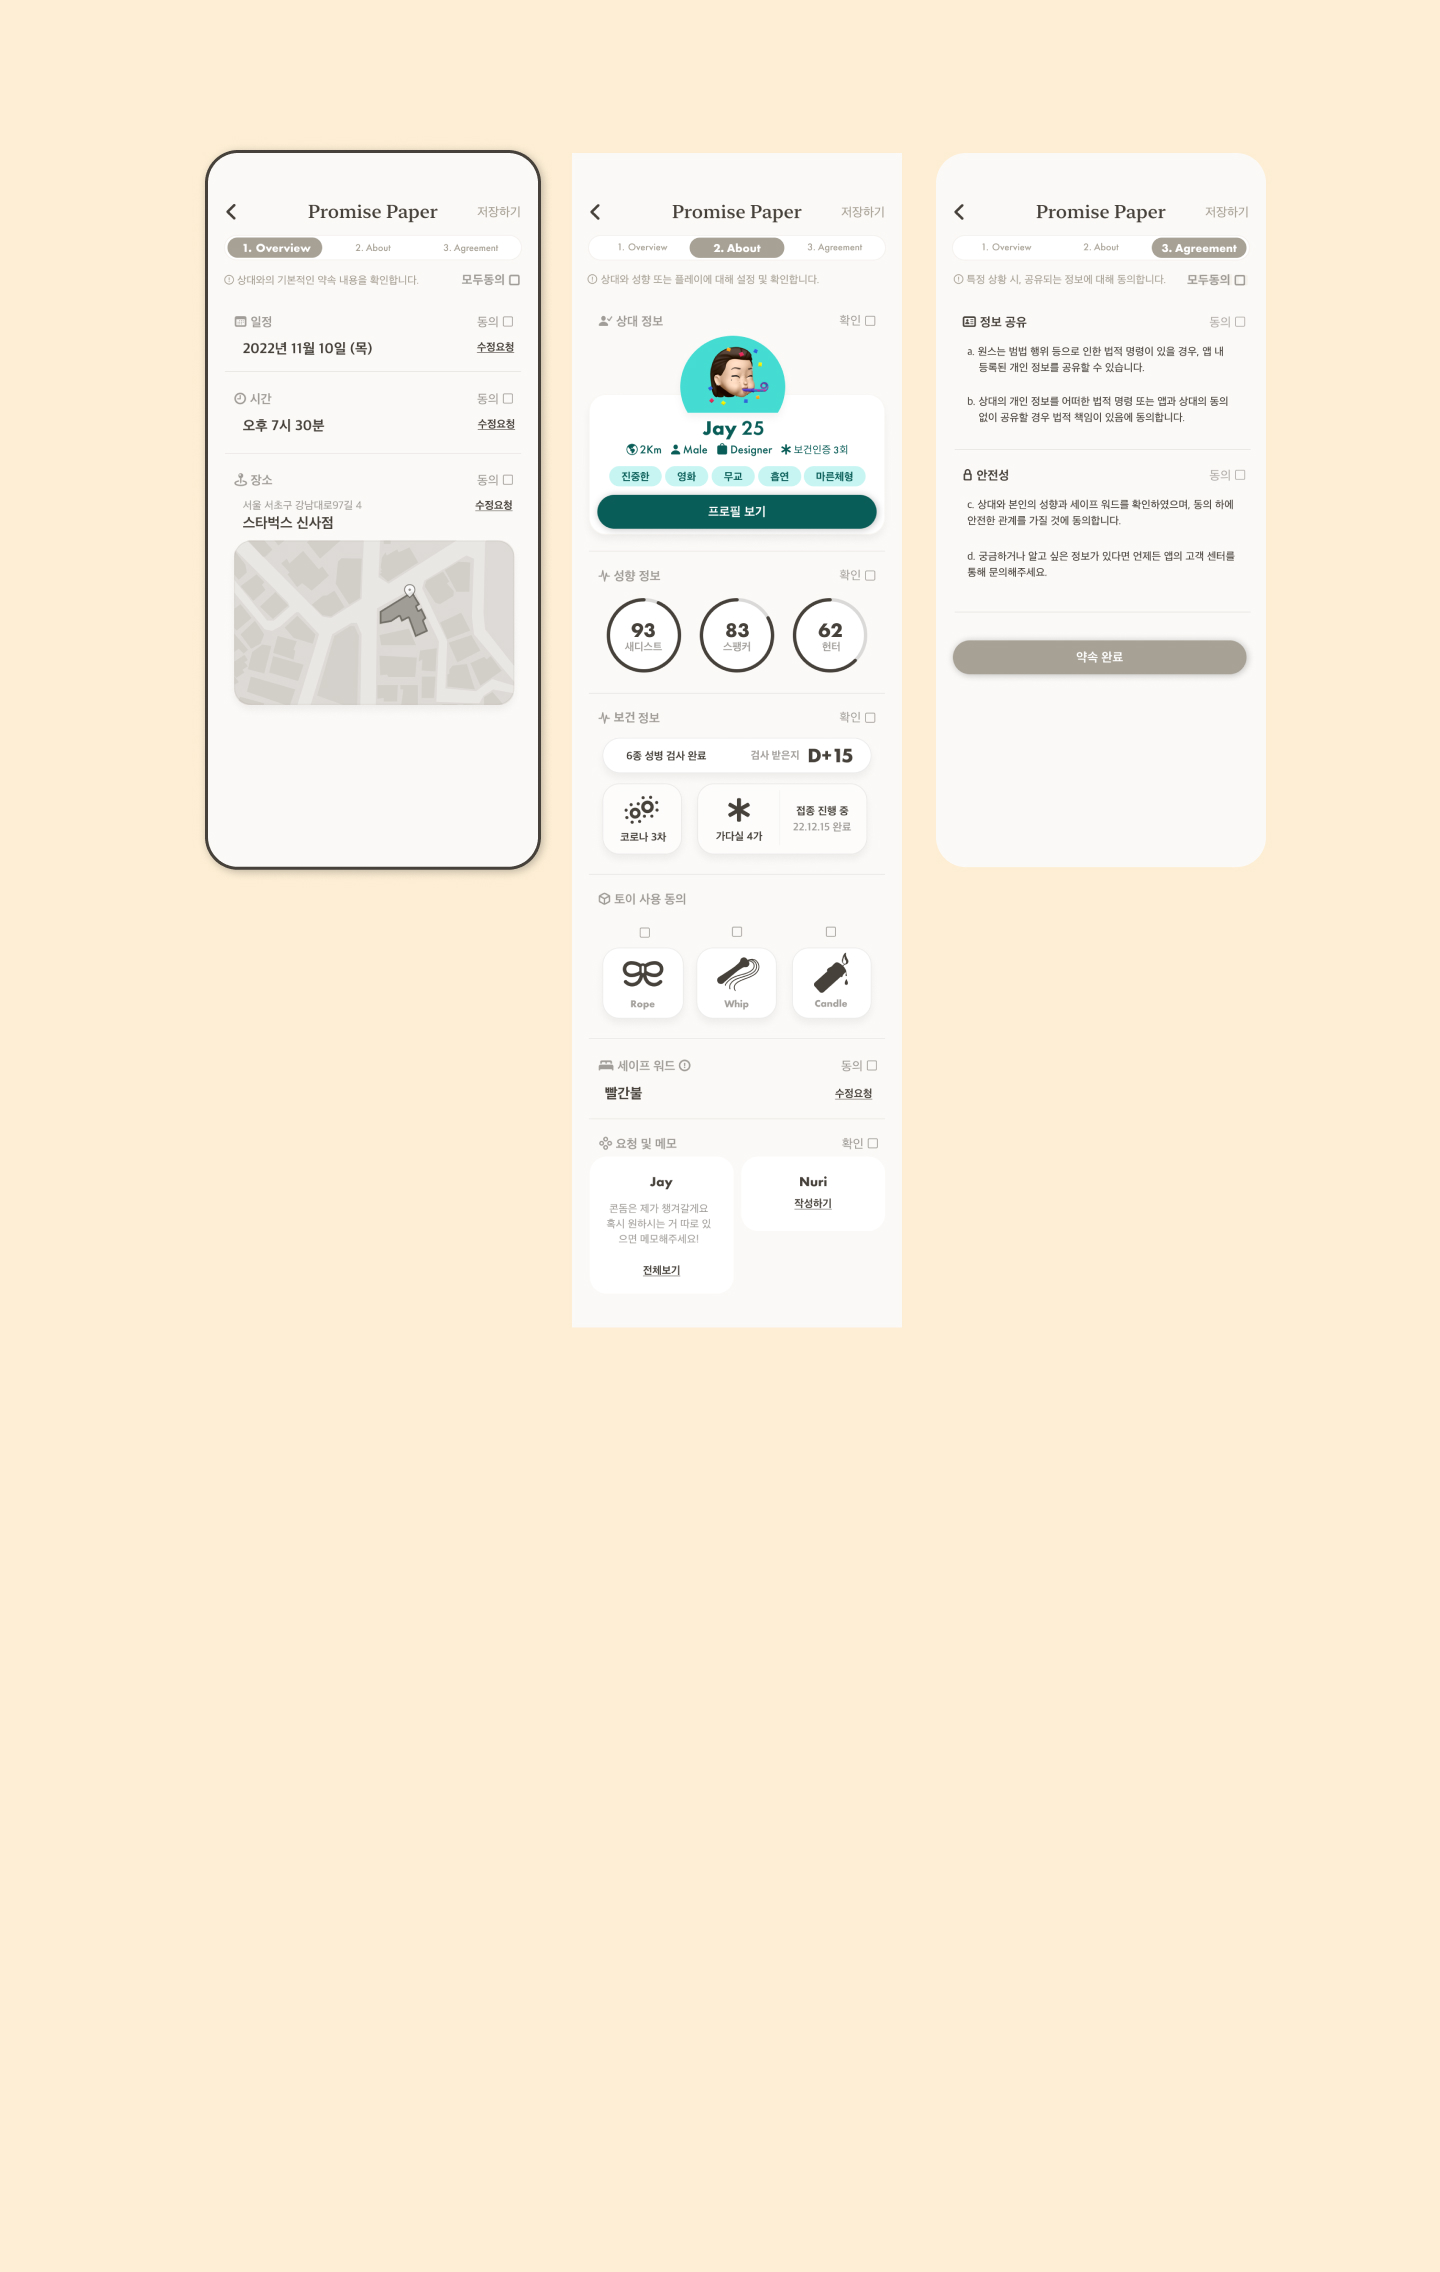 Promise Paper
저장하기
1. Overview
2. About
3. Agreement
상대와의 기본적인 약속 내용을 확인합니다.
모두동의
일정
동의
2022년 11월 10일 (목)
수정요청
시간
동의
오후 7시 30분
수정요청
장소
동의
서울 서초구 강남대로97길 4
수정요청
스타벅스 신사점
Promise Paper
저장하기
1. Overview
2. About
3. Agreement
상대와 성향 또는 플레이에 대해 설정 및 확인합니다.
상대 정보
확인
Jay 25
2Km
Male
Designer
보건인증 3회
진중한
영화
무교
흡연
마른체형
프로필 보기
성향 정보
확인
93
83
62
새디스트
스팽커
헌터
보건 정보
확인
6종 성병 검사 완료
검사 받은지
D+15
코로나 3차
가다실 4가
접종 진행 중
22.12.15 완료
토이 사용 동의
Rope
Whip
Candle
세이프 워드
동의
빨간불
수정요청
요청 및 메모
확인
Jay
콘돔은 제가 챙겨갈게요
혹시 원하시는 거 따로 있
으면 메모해주세요!
전체보기
Nuri
작성하기
Promise Paper
저장하기
1. Overview
2. About
3. Agreement
특정 상황 시, 공유되는 정보에 대해 동의합니다.
모두동의
정보 공유
동의
a. 원스는 범법 행위 등으로 인한 법적 명령이 있을 경우, 앱 내
등록된 개인 정보를 공유할 수 있습니다.
b. 상대의 개인 정보를 어떠한 법적 명령 또는 앱과 상대의 동의
없이 공유할 경우 법적 책임이 있음에 동의합니다.
안전성
동의
c. 상대와 본인의 성향과 세이프 워드를 확인하였으며, 동의 하에
안전한 관계를 가질 것에 동의합니다.
d. 궁금하거나 알고 싶은 정보가 있다면 언제든 앱의 고객 센터를
통해 문의해주세요.
약속 완료